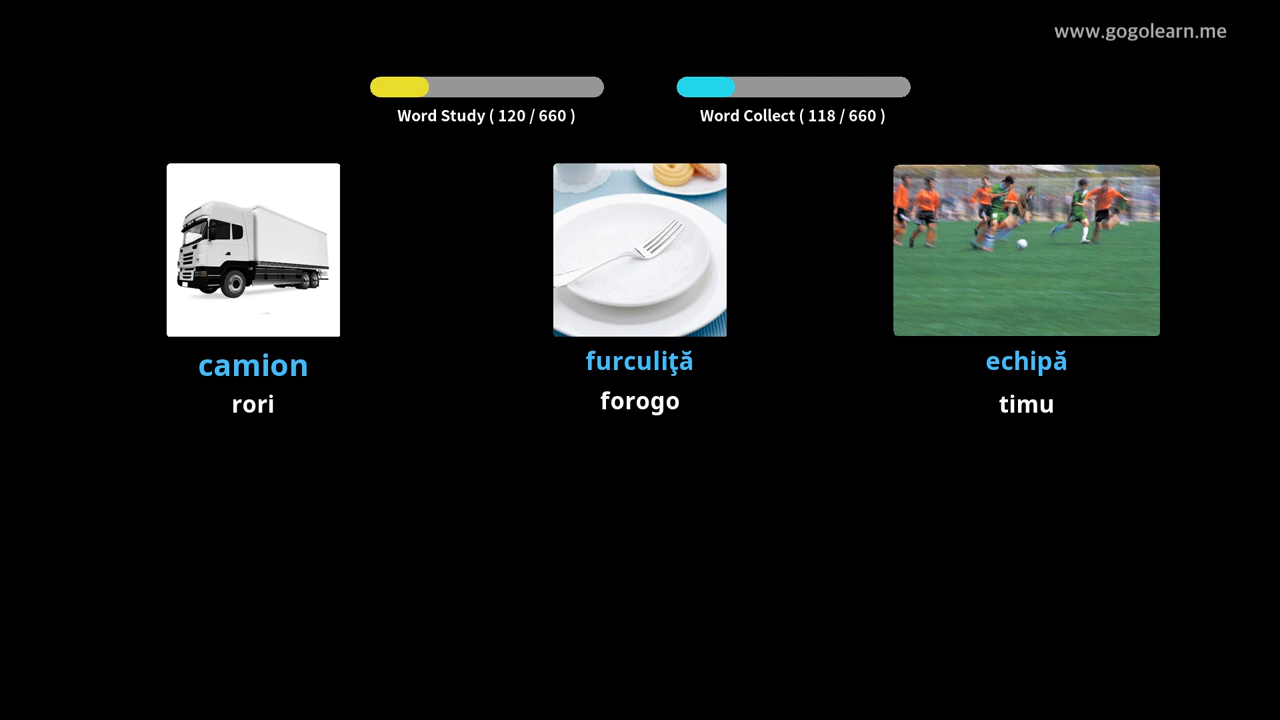 www.gogolearn.me
Word Study ( 120 / 660 )
Word Collect ( 118 / 660 )
camion
rori
furculiţă
forogo
echipă
timu